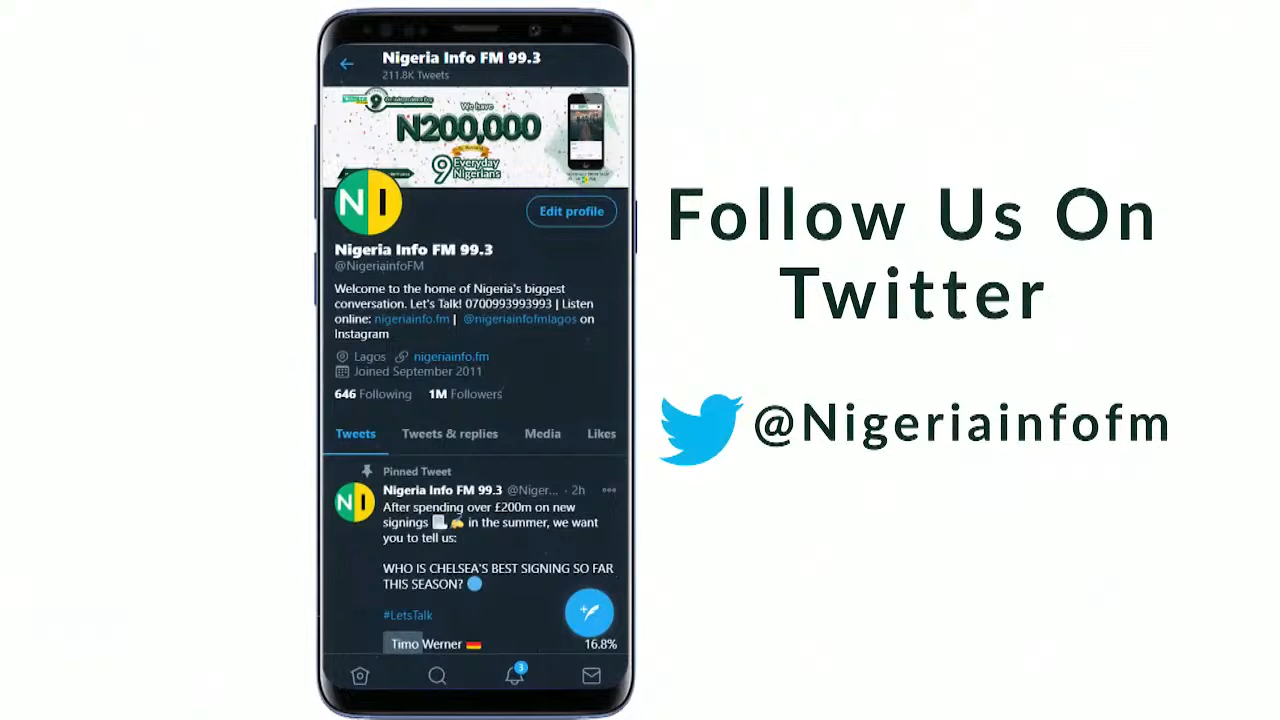 Nigeria Info FM 99.3
211.8K Tweets
We have
N200,000
9 Everyday
Nigerians
NI
Edit profile
Nigeria Info FM 99.3
@NigeriainfoFM
Welcome to the home of Nigeria's biggest
conversation. Let's Talk! 0700993993993 | Listen
online: nigeriainfo.fm | @nigeriainfofmlagos on
Instagram
Lagos nigeriainfo.fm
Joined September 2011
646 Following 1M Followers
Tweets Tweets & replies Media Likes
Pinned Tweet
NI
Nigeria Info FM 99.3 @Niger... · 2h
After spending over £200m on new
signings 📃✍️ in the summer, we want
you to tell us:
WHO IS CHELSEA'S BEST SIGNING SO FAR
THIS SEASON? 🔵
#LetsTalk
Timo Werner 🇩🇪 16.8%
3
Follow Us On
Twitter
@Nigeriainfofm